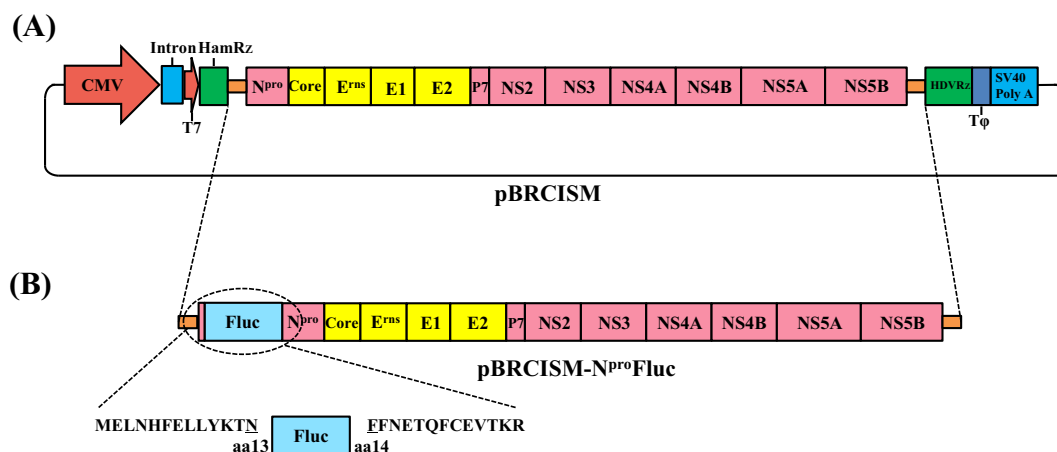 (A)
Intron HamRz
CMV
T7
Nᵖʳᵒ Core Eʳⁿˢ E1 E2 P7 NS2 NS3 NS4A NS4B NS5A NS5B
HDVRz
Tφ
SV40
Poly A
pBRCISM
(B)
Fluc Nᵖʳᵒ Core Eʳⁿˢ E1 E2 P7 NS2 NS3 NS4A NS4B NS5A NS5B
pBRCISM-NᵖʳᵒFluc
MELNHFELLYKTN Fluc FFNETQFCEVTKR
aa13 aa14